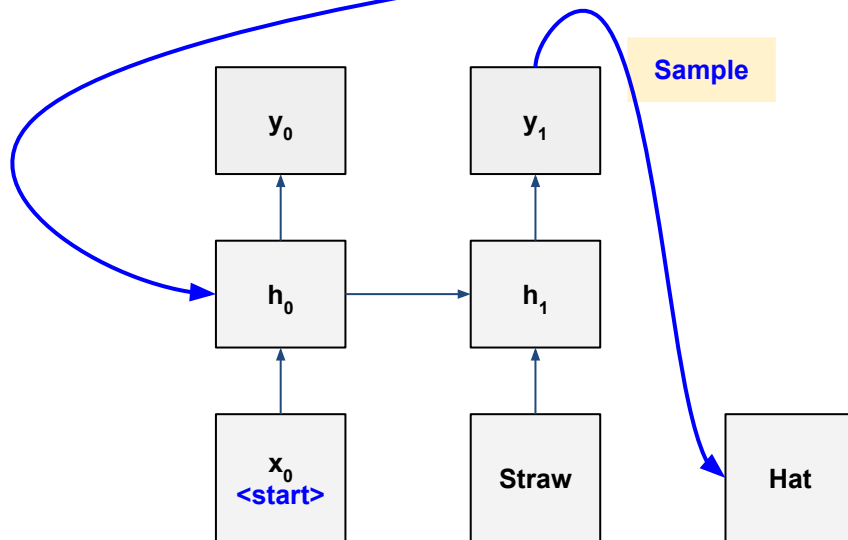 Sample
y₀
y₁
h₀
h₁
x₀
<start>
Straw
Hat